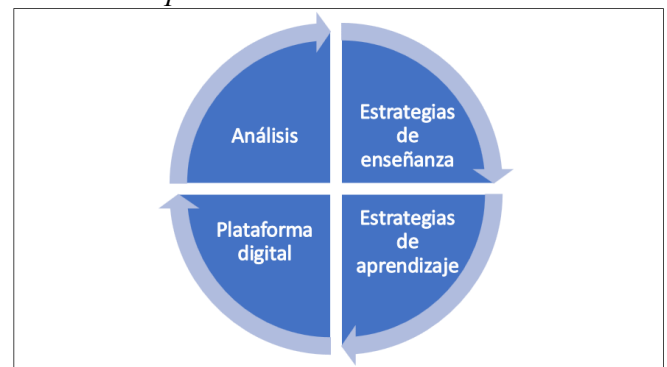 Análisis
Estrategias
de
enseñanza
Plataforma
digital
Estrategias
de
aprendizaje